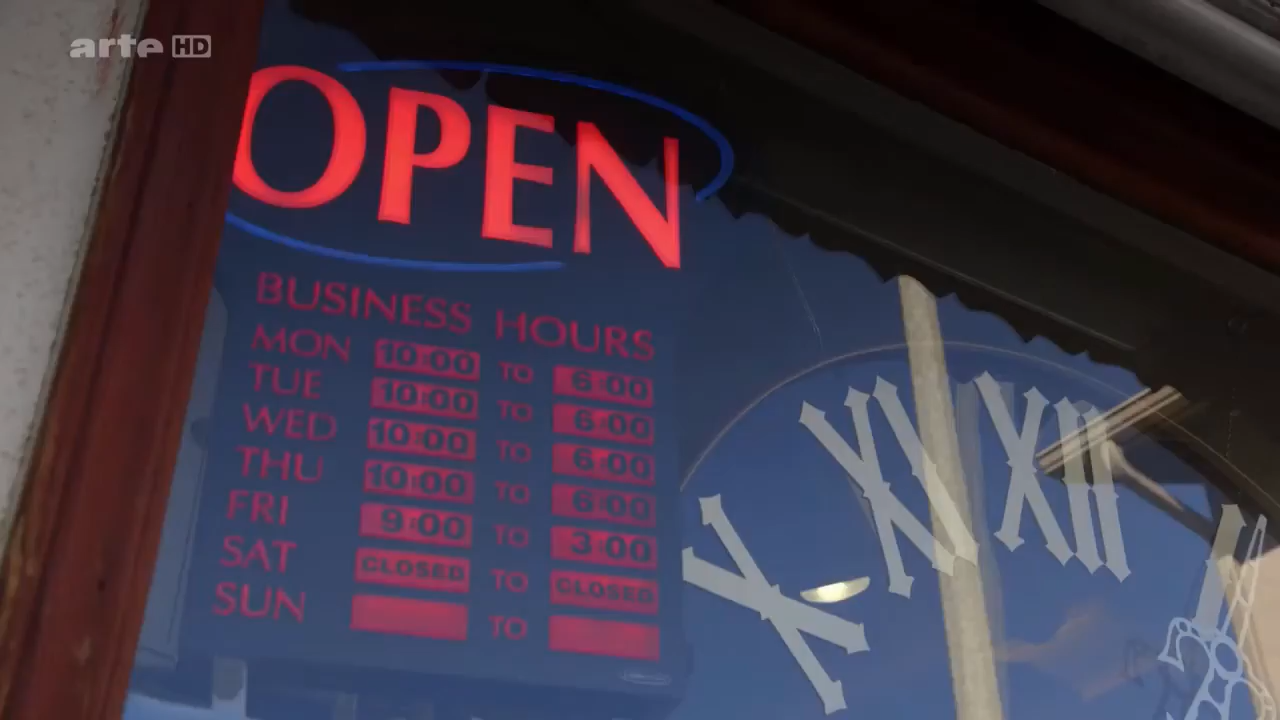 arte HD
OPEN
BUSINESS HOURS
MON 10:00 TO 6:00
TUE 10:00 TO 6:00
WED 10:00 TO 6:00
THU 10:00 TO 6:00
FRI 9:00 TO 3:00
SAT CLOSED TO CLOSED
SUN TO
X XI XII I